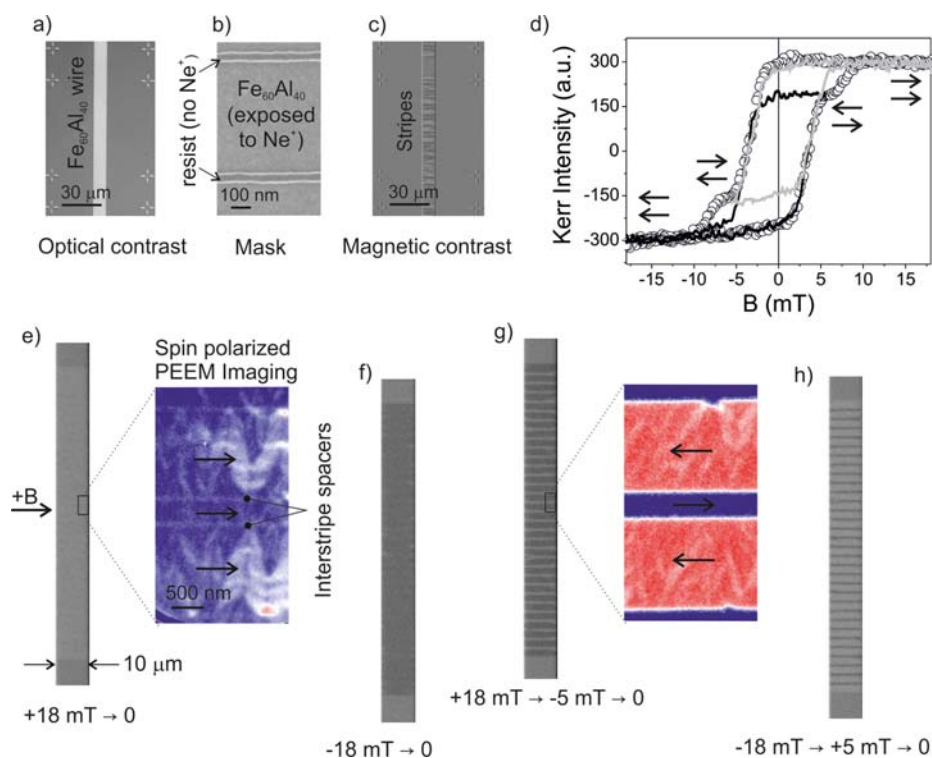 a)
Fe60Al40 wire
30 μm
Optical contrast
b)
resist (no Ne+)
Fe60Al40
(exposed
to Ne+)
100 nm
Mask
c)
Stripes
30 μm
Magnetic contrast
d)
Kerr Intensity (a.u.)
300
150
0
-150
-300
-15 -10 -5 0 5 10 15
B (mT)
e)
Spin polarized
PEEM Imaging
+B
500 nm
Interstripe spacers
10 μm
+18 mT → 0
f)
-18 mT → 0
g)
+18 mT → -5 mT → 0
h)
-18 mT → +5 mT → 0